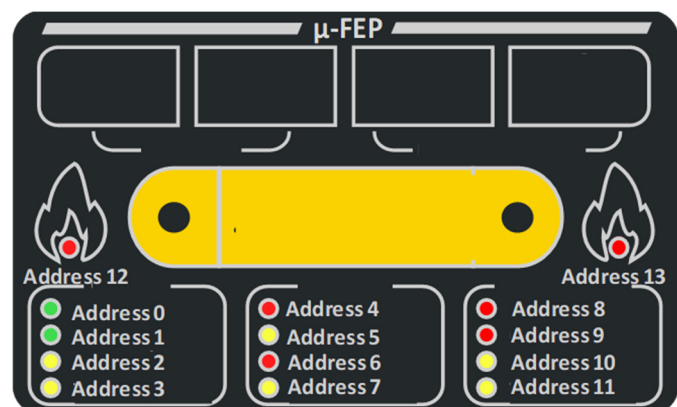 μ-FEP
Address 12
Address 13
Address 0
Address 1
Address 2
Address 3
Address 4
Address 5
Address 6
Address 7
Address 8
Address 9
Address 10
Address 11